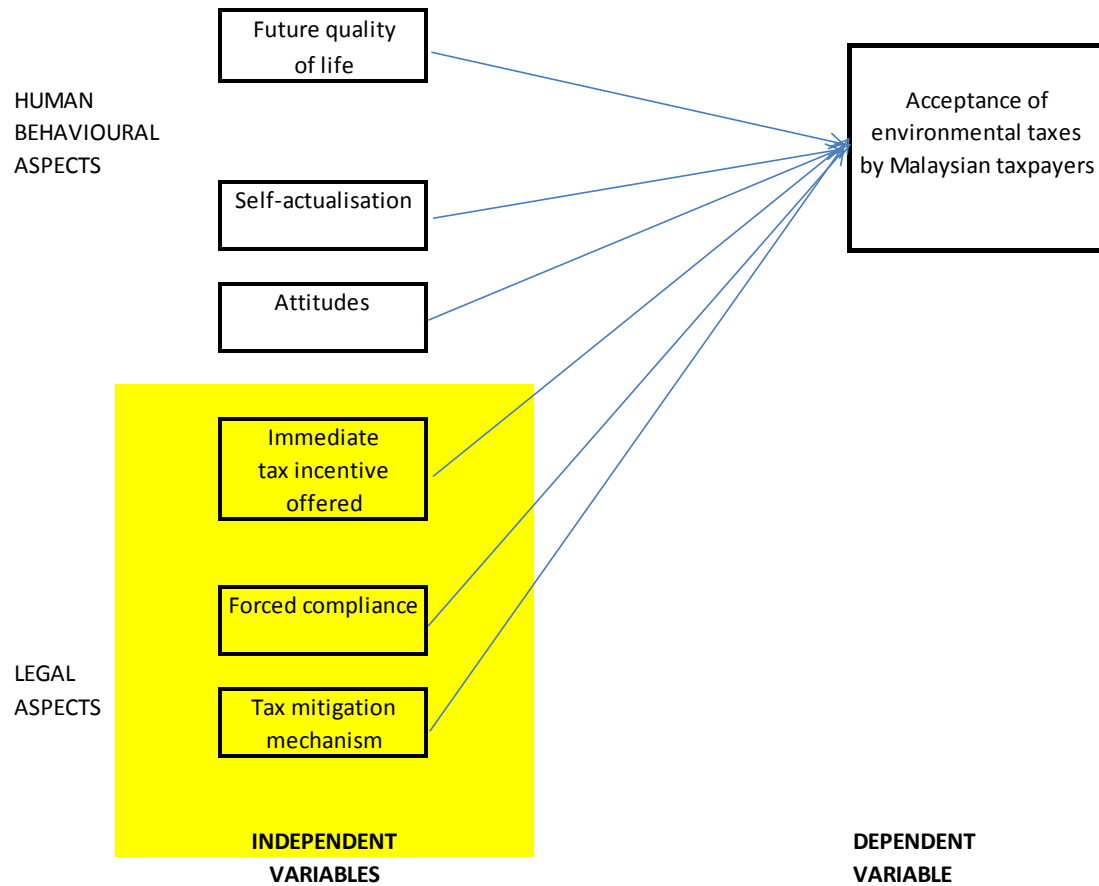 Future quality
of life
HUMAN
BEHAVIOURAL
ASPECTS
Acceptance of
environmental taxes
by Malaysian taxpayers
Self-actualisation
Attitudes
Immediate
tax incentive
offered
Forced compliance
LEGAL
ASPECTS
Tax mitigation
mechanism
INDEPENDENT
VARIABLES
DEPENDENT
VARIABLE